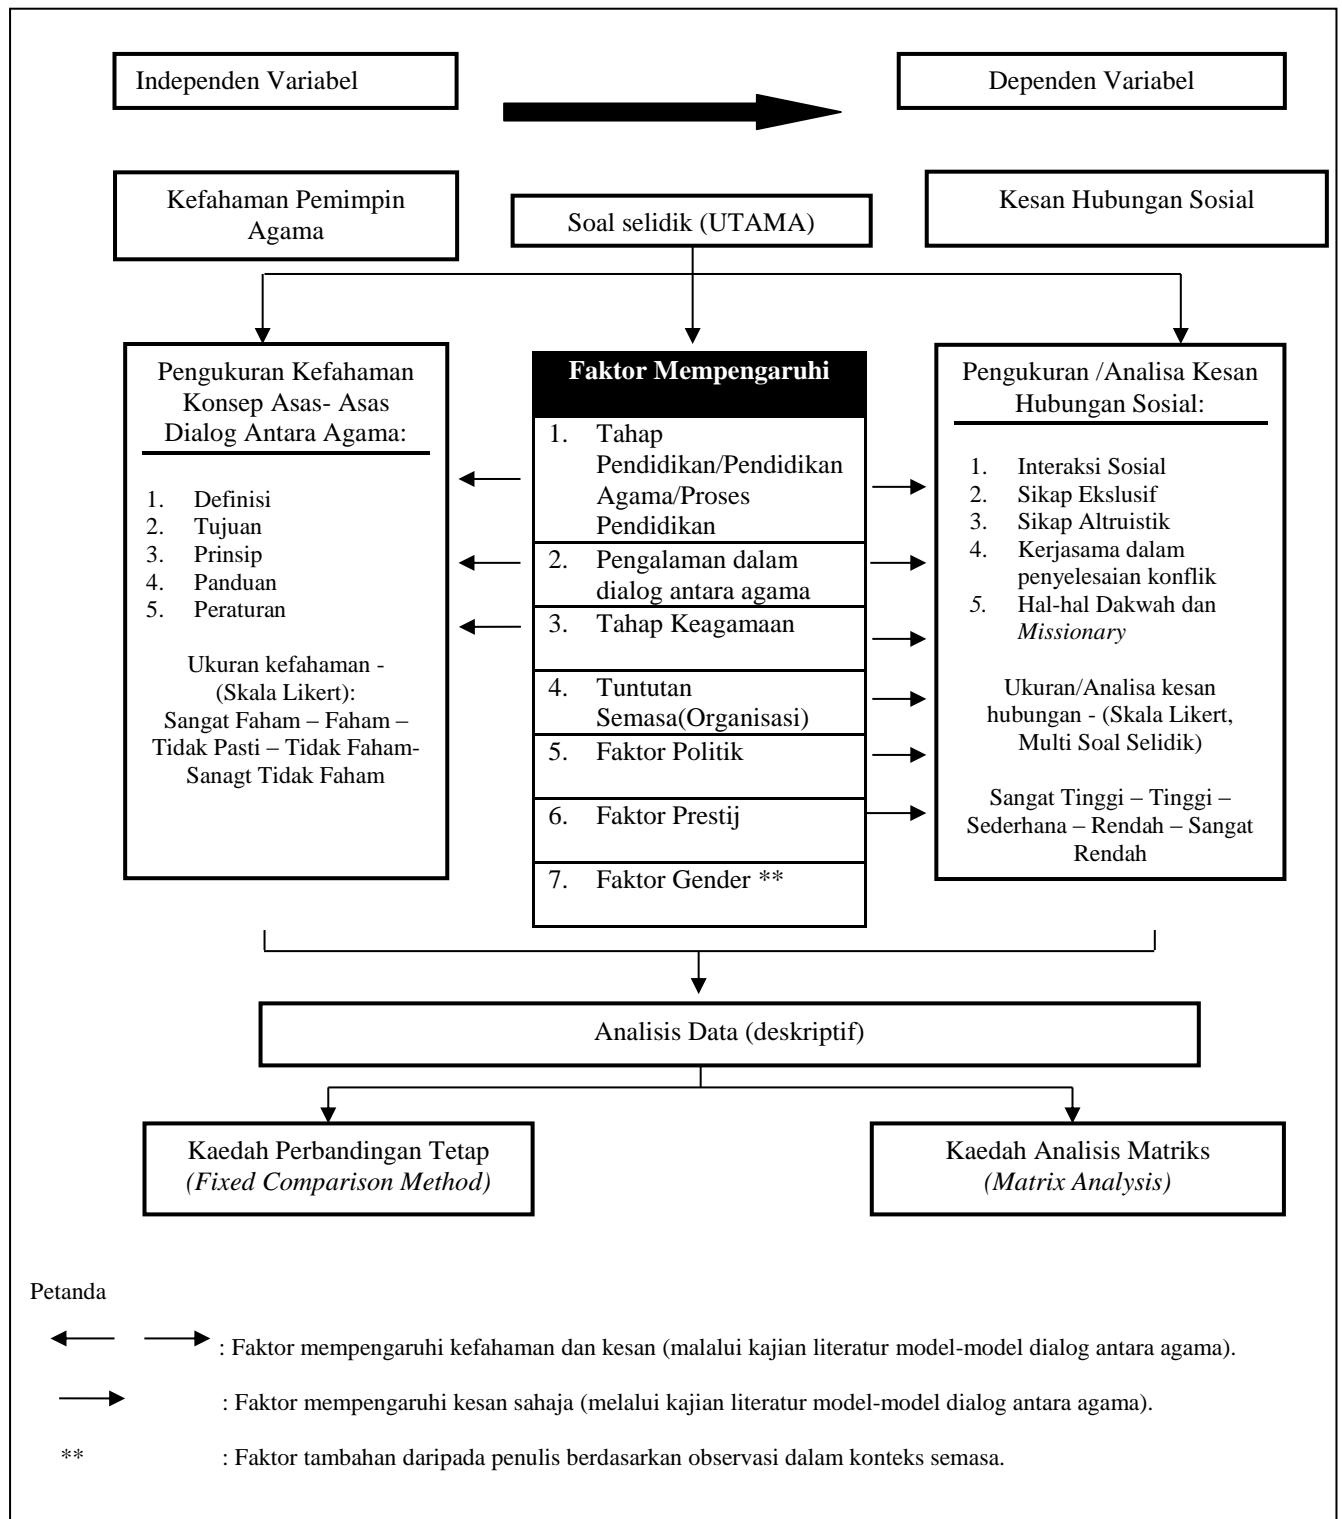 Independen Variabel
Dependen Variabel
Kefahaman Pemimpin
Agama
Soal selidik (UTAMA)
Kesan Hubungan Sosial
Pengukuran Kefahaman
Konsep Asas- Asas
Dialog Antara Agama:
1. Definisi
2. Tujuan
3. Prinsip
4. Panduan
5. Peraturan
Ukuran kefahaman -
(Skala Likert):
Sangat Faham – Faham –
Tidak Pasti – Tidak Faham-
Sanagt Tidak Faham
Faktor Mempengaruhi
1. Tahap
Pendidikan/Pendidikan
Agama/Proses
Pendidikan
2. Pengalaman dalam
dialog antara agama
3. Tahap Keagamaan
4. Tuntutan
Semasa(Organisasi)
5. Faktor Politik
6. Faktor Prestij
7. Faktor Gender **
Pengukuran /Analisa Kesan
Hubungan Sosial:
1. Interaksi Sosial
2. Sikap Ekslusif
3. Sikap Altruistik
4. Kerjasama dalam
penyelesaian konflik
5. Hal-hal Dakwah dan
Missionary
Ukuran/Analisa kesan
hubungan - (Skala Likert,
Multi Soal Selidik)
Sangat Tinggi – Tinggi –
Sederhana – Rendah – Sangat
Rendah
Analisis Data (deskriptif)
Kaedah Perbandingan Tetap
(Fixed Comparison Method)
Kaedah Analisis Matriks
(Matrix Analysis)
Petanda
: Faktor mempengaruhi kefahaman dan kesan (malalui kajian literatur model-model dialog antara agama).
: Faktor mempengaruhi kesan sahaja (melalui kajian literatur model-model dialog antara agama).
** : Faktor tambahan daripada penulis berdasarkan observasi dalam konteks semasa.